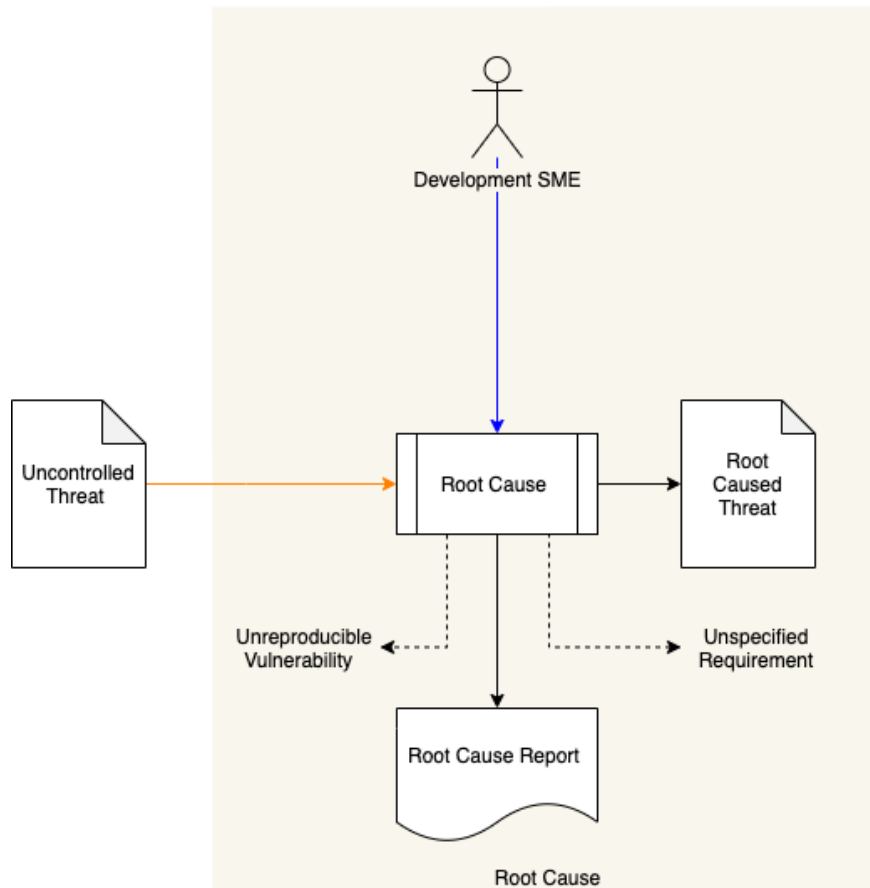 Development SME
Uncontrolled
Threat
Root Cause
Root
Caused
Threat
Unreproducible
Vulnerability
Unspecified
Requirement
Root Cause Report
Root Cause